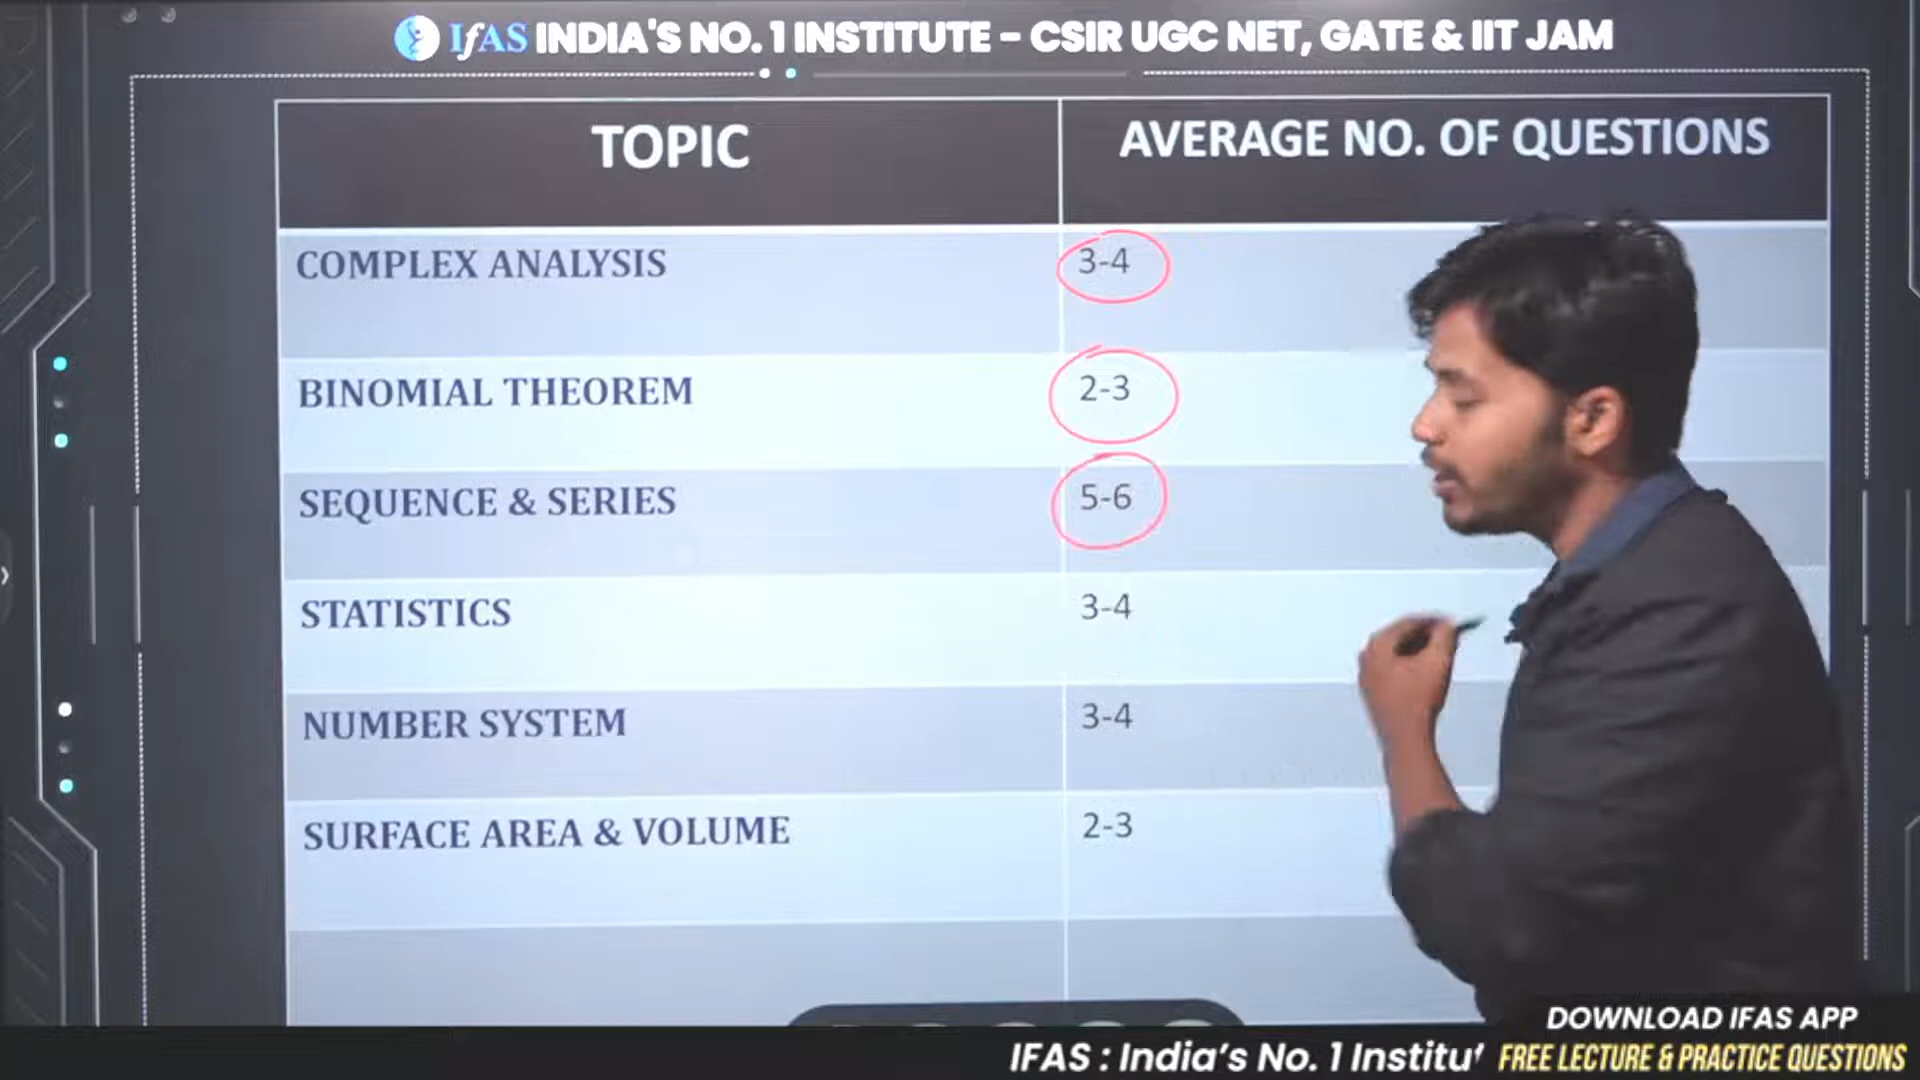 IfAS INDIA'S NO. 1 INSTITUTE - CSIR UGC NET, GATE & IIT JAM
TOPIC AVERAGE NO. OF QUESTIONS
COMPLEX ANALYSIS 3-4
BINOMIAL THEOREM 2-3
SEQUENCE & SERIES 5-6
STATISTICS 3-4
NUMBER SYSTEM 3-4
SURFACE AREA & VOLUME 2-3
DOWNLOAD IFAS APP
IFAS : India's No. 1 FREE LECTURE & PRACTICE QUESTIONS